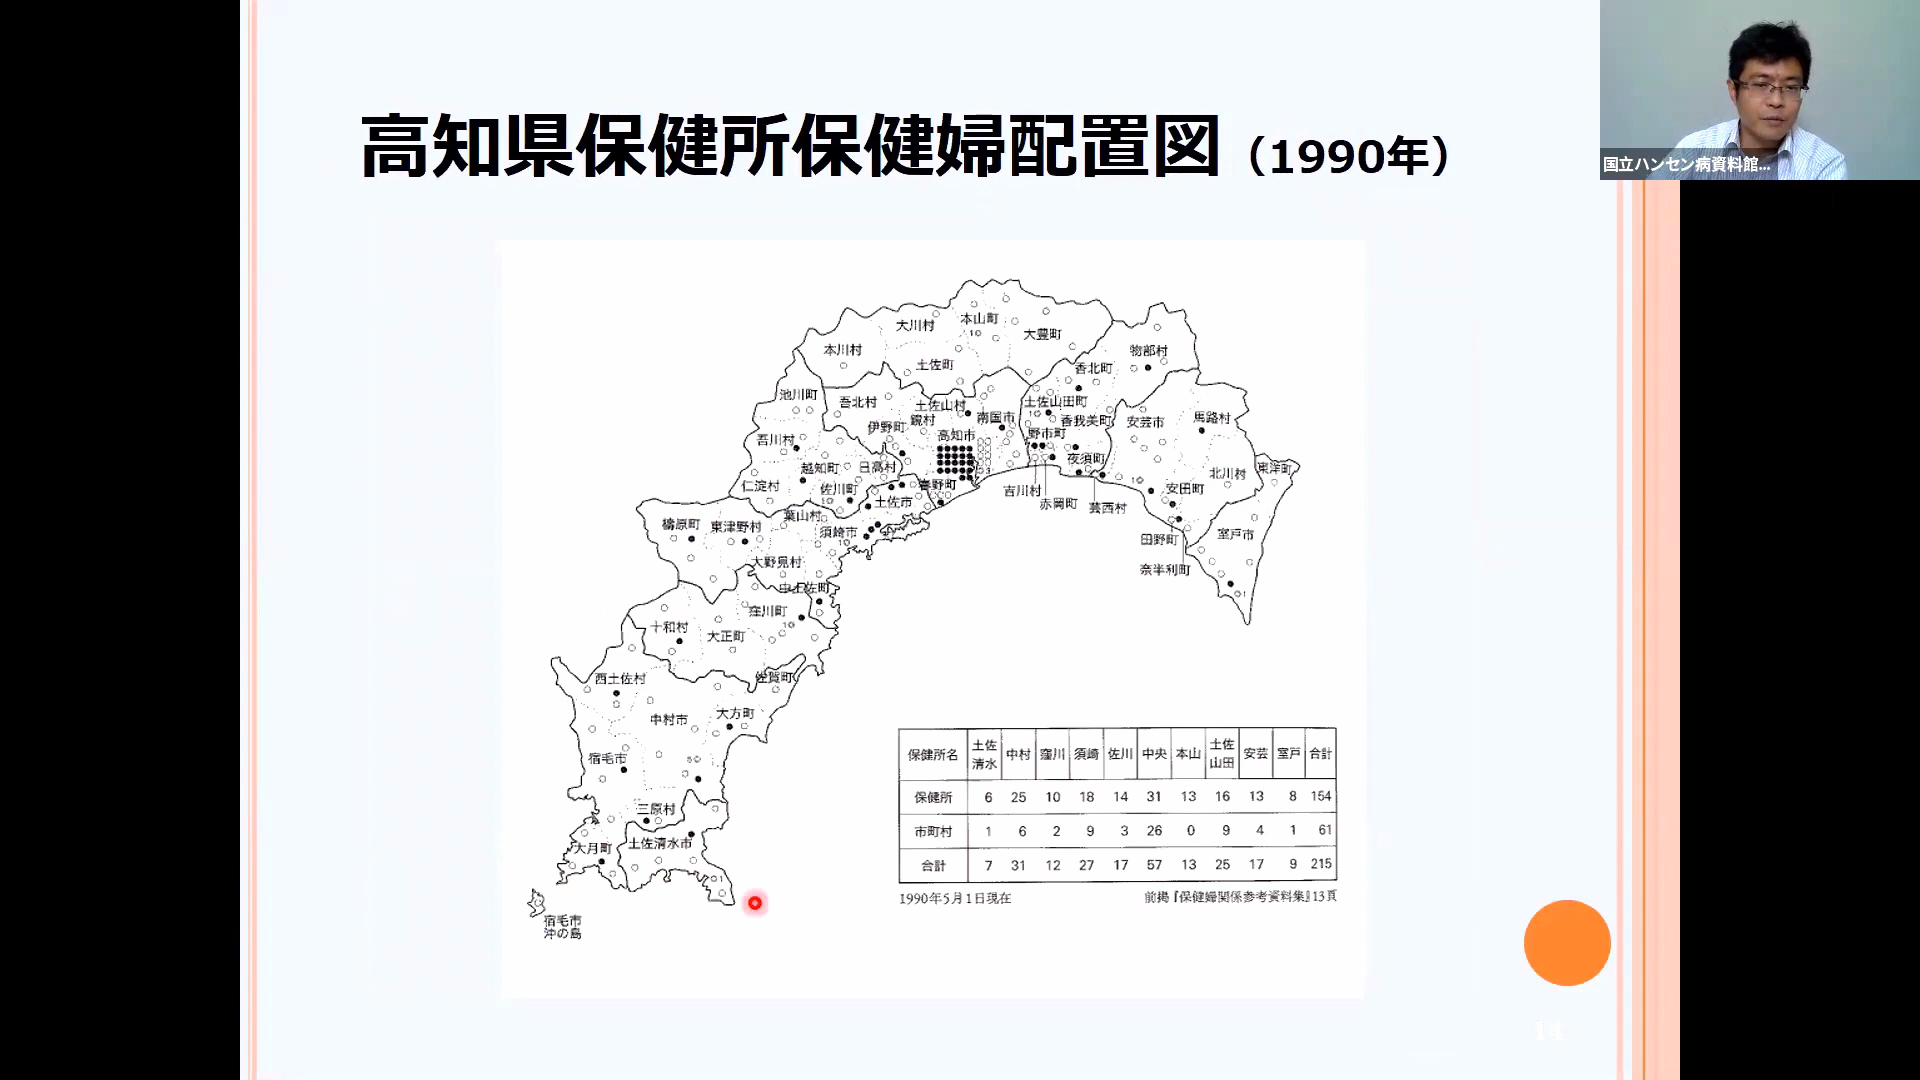 高知県保健所保健婦配置図（1990年）
国立ハンセン病資料館...
大川村
本山町
大豊町
本川村
土佐町
物部村
香北町
池川町
吾北村
土佐山村
鏡村
南国市
土佐山田町
香我美町
安芸市
馬路村
伊野町
高知市
野市町
吾川村
越知町
日高村
夜須町
北川村
東洋町
仁淀村
佐川町
春野町
土佐市
吉川村
赤岡町
芸西村
安田町
檮原町
東津野村
葉山村
須崎市
田野町
室戸市
大野見村
奈半利町
中土佐町
窪川町
十和村
大正町
西土佐村
佐賀町
中村市
大方町
宿毛市
三原村
大月町
土佐清水市
宿毛市
沖の島
保健所名 土佐清水 中村 窪川 須崎 佐川 中央 本山 土佐山田 安芸 室戸 合計
保健所 6 25 10 18 14 31 13 16 13 8 154
市町村 1 6 2 9 3 26 0 9 4 1 61
合計 7 31 12 27 17 57 13 25 17 9 215
1990年5月1日現在
前掲『保健婦関係参考資料集』13頁
14